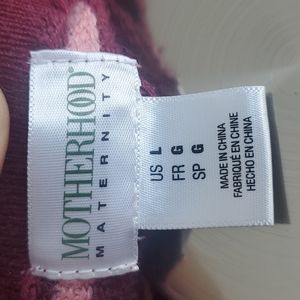 MOTHERHOOD®
MATERNITY
US L
FR G
SP G
MADE IN CHINA
FABRIQUÉ EN CHINE
HECHO EN CHINA